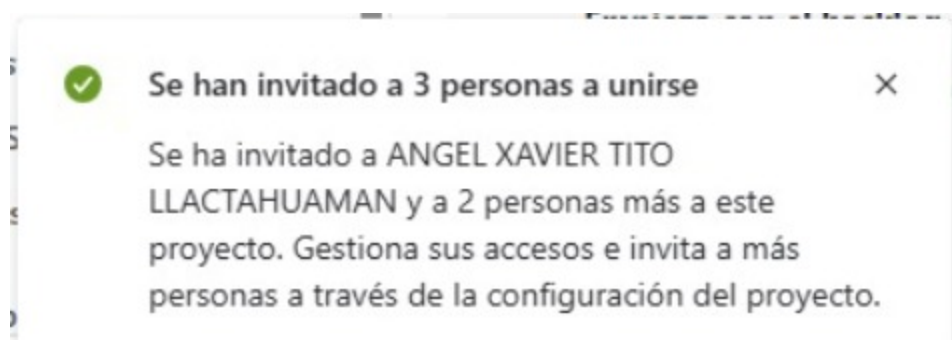 Se han invitado a 3 personas a unirse
Se ha invitado a ANGEL XAVIER TITO
LLACTAHUAMAN y a 2 personas más a este
proyecto. Gestiona sus accesos e invita a más
personas a través de la configuración del proyecto.